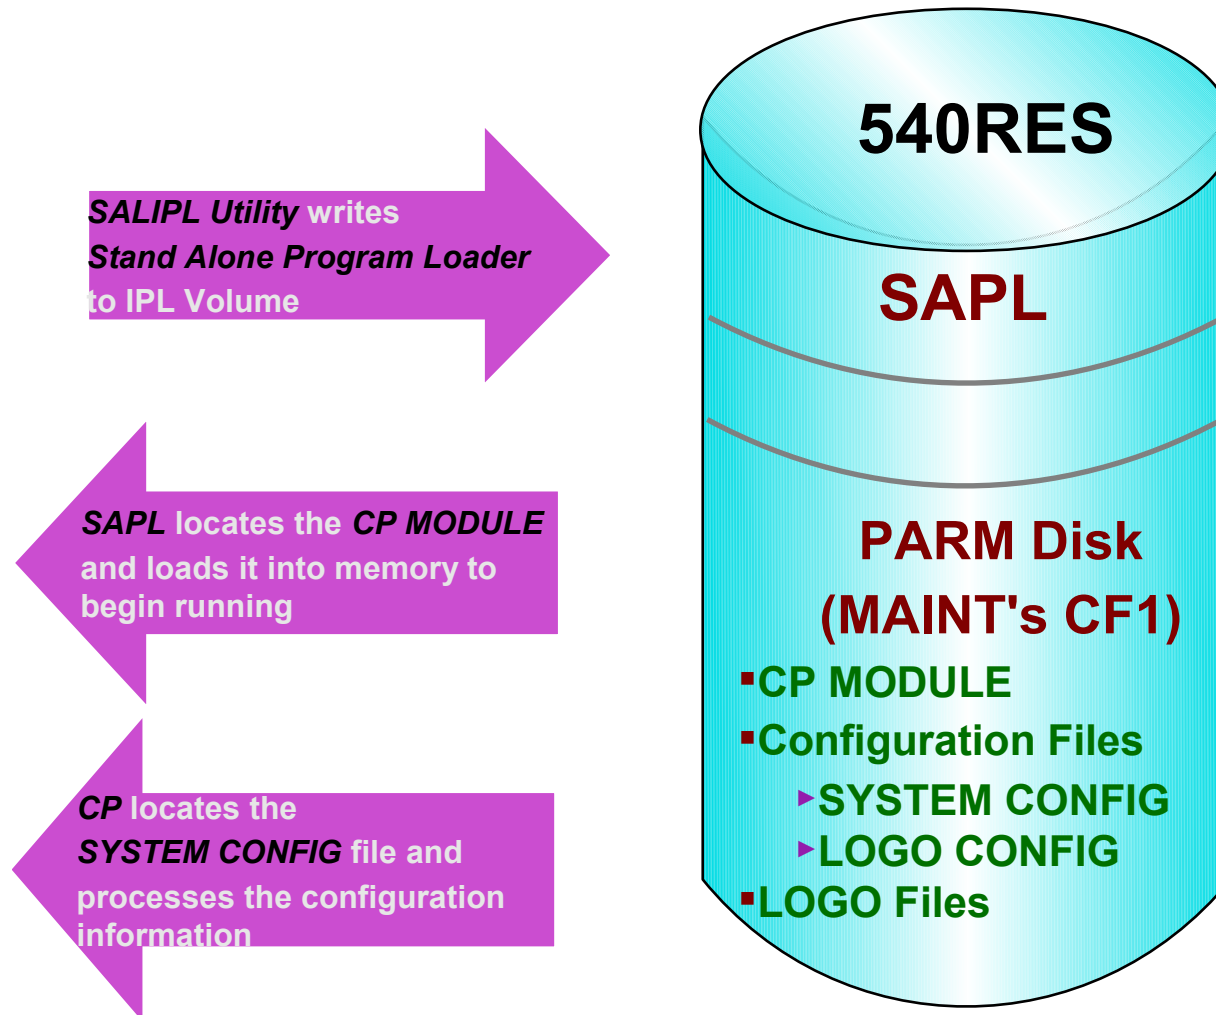 SALIPL Utility writes
Stand Alone Program Loader
to IPL Volume
SAPL locates the CP MODULE
and loads it into memory to
begin running
CP locates the
SYSTEM CONFIG file and
processes the configuration
information
540RES
SAPL
PARM Disk
(MAINT's CF1)
▪CP MODULE
▪Configuration Files
►SYSTEM CONFIG
►LOGO CONFIG
▪LOGO Files